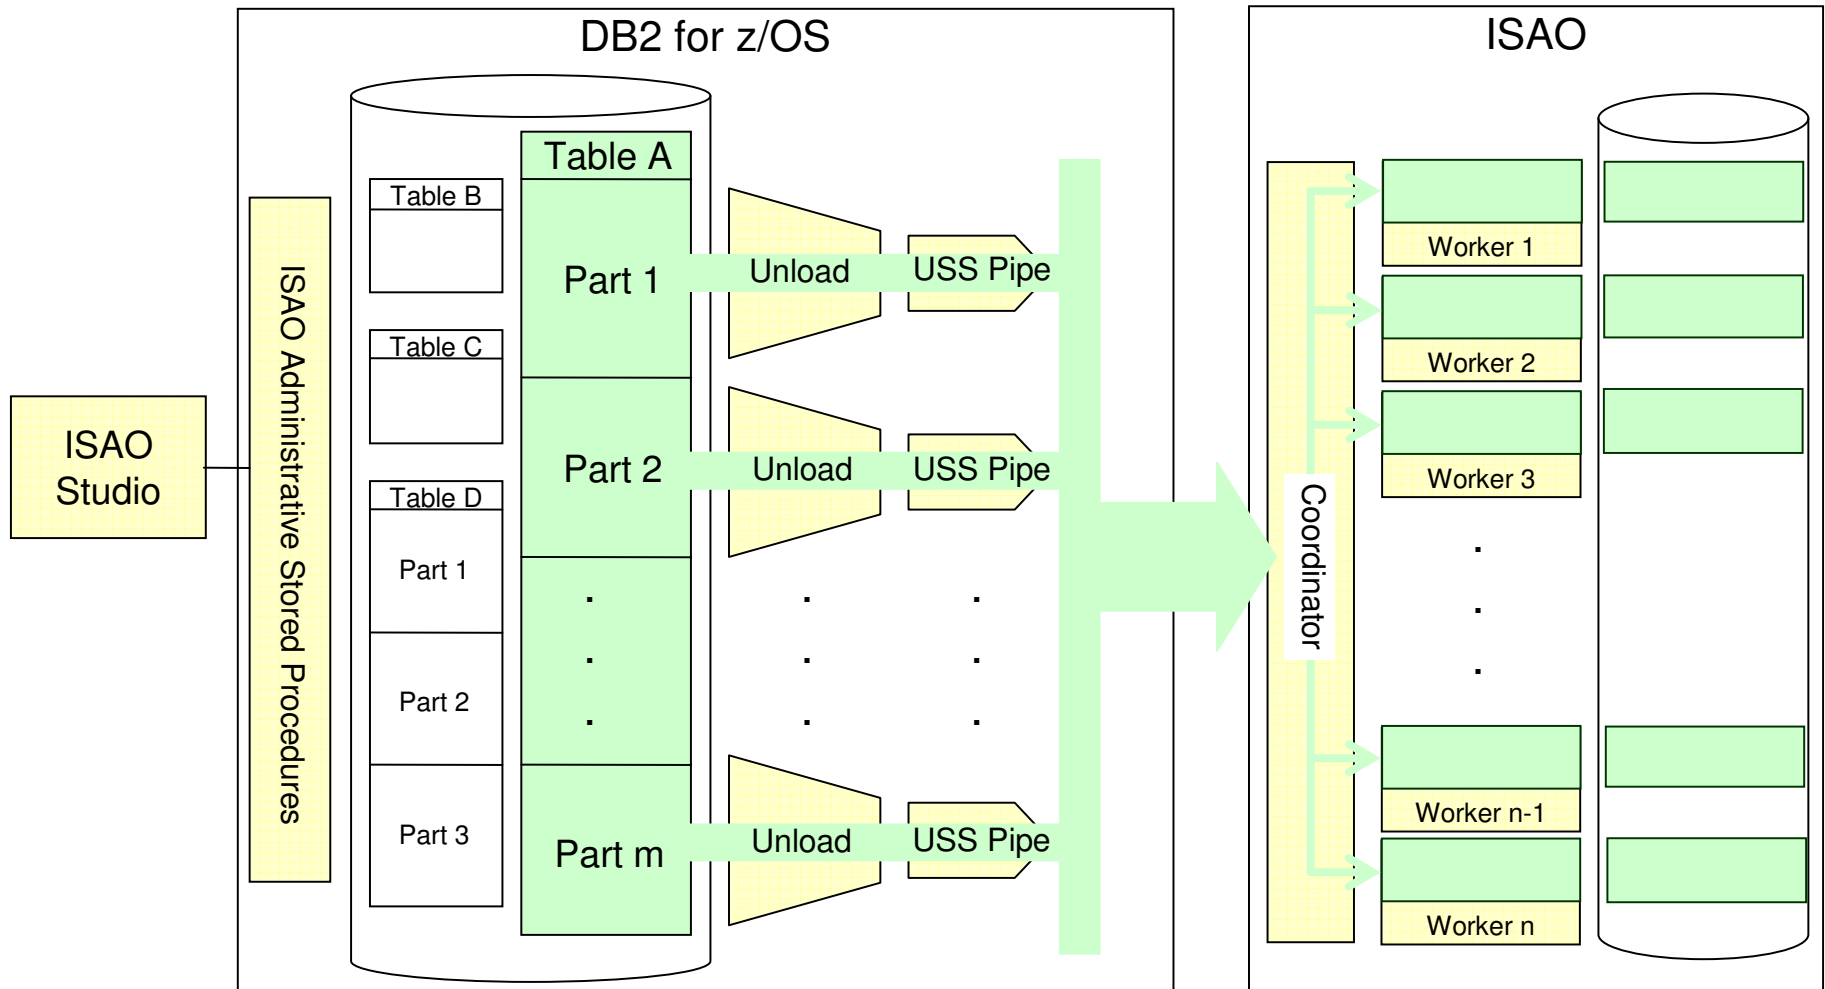 DB2 for z/OS
ISAO
Studio
ISAO Administrative Stored Procedures
Table B
Table C
Table D
Part 1
Part 2
Part 3
Table A
Part 1
Part 2
.
.
.
Part m
Unload
USS Pipe
Unload
USS Pipe
.
.
.
.
.
.
Unload
USS Pipe
ISAO
Coordinator
Worker 1
Worker 2
Worker 3
.
.
.
Worker n-1
Worker n